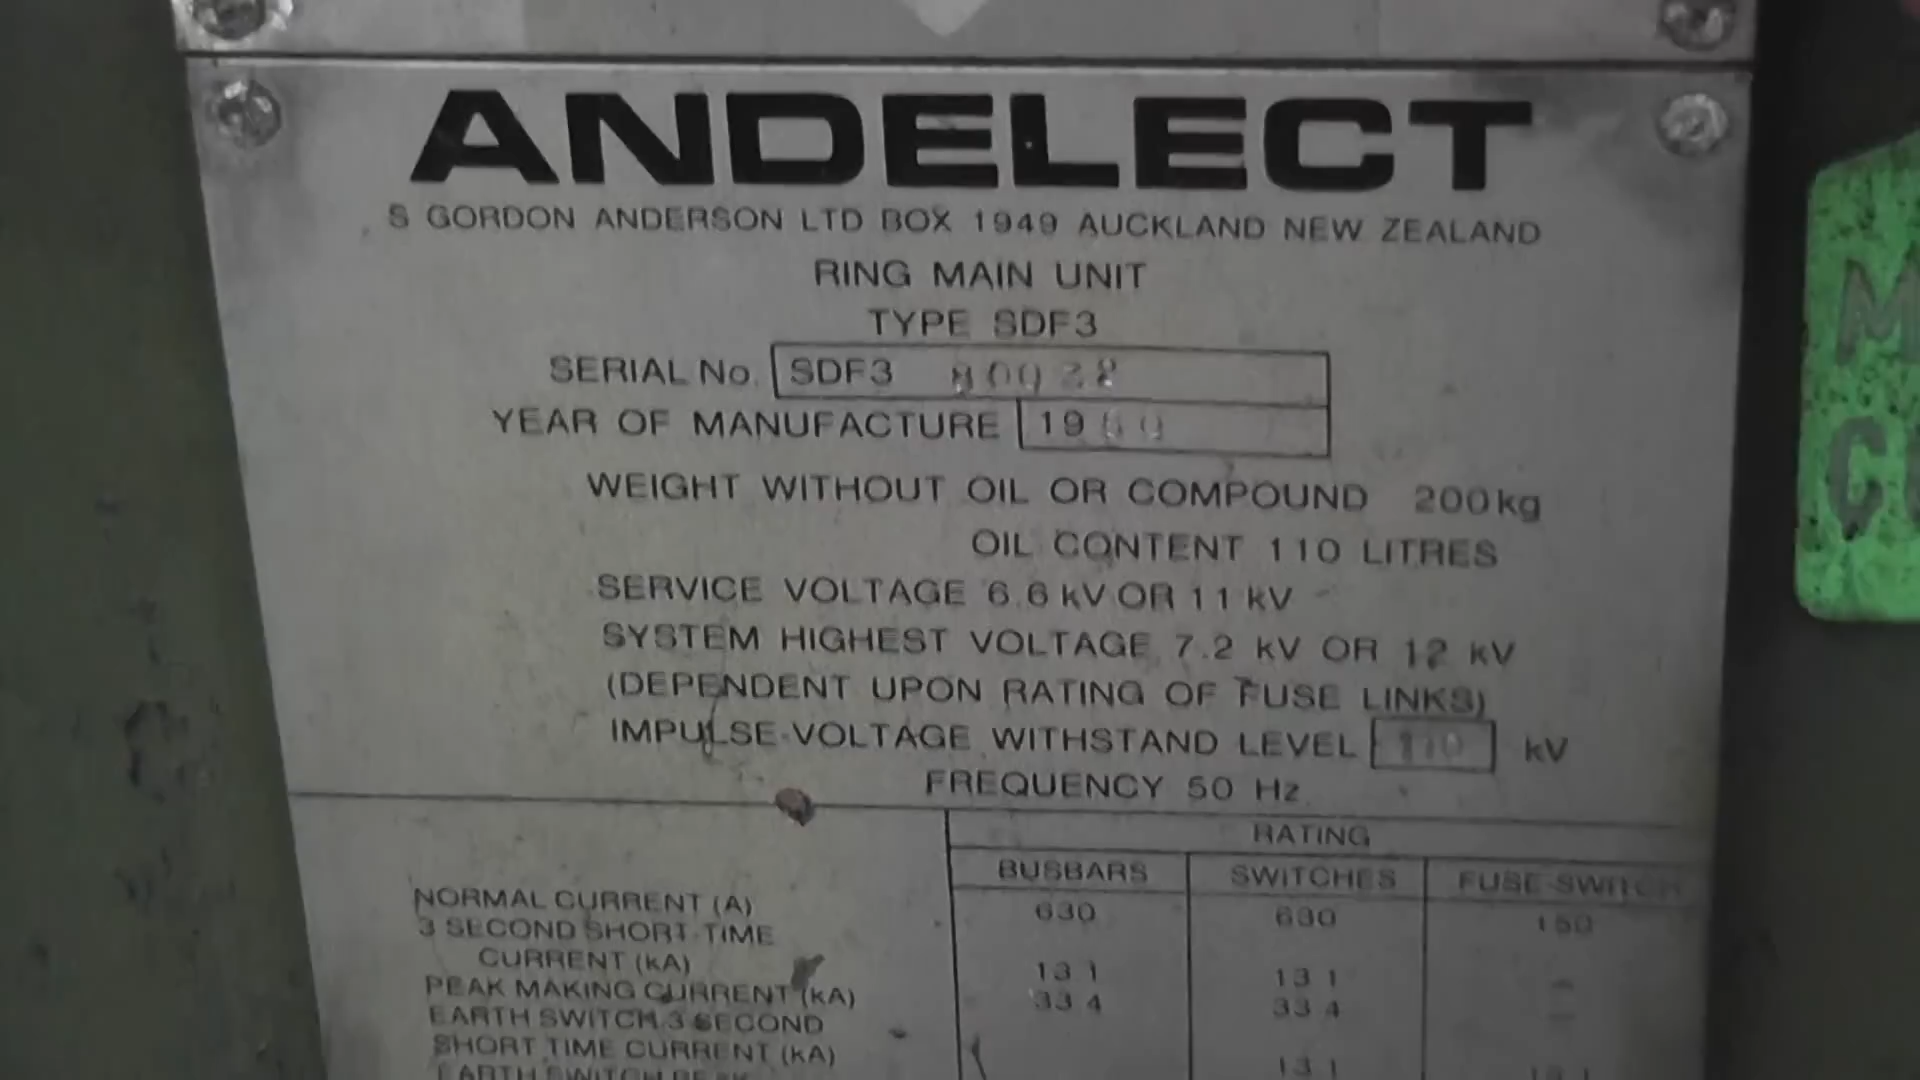 ANDELECT
S GORDON ANDERSON LTD BOX 1949 AUCKLAND NEW ZEALAND
RING MAIN UNIT
TYPE SDF3
SERIAL No. SDF3
YEAR OF MANUFACTURE 19
WEIGHT WITHOUT OIL OR COMPOUND 200kg
OIL CONTENT 110 LITRES
SERVICE VOLTAGE 6.6 kV OR 11 kV
SYSTEM HIGHEST VOLTAGE 7.2 kV OR 12 kV
(DEPENDENT UPON RATING OF FUSE LINKS)
IMPULSE VOLTAGE WITHSTAND LEVEL kV
FREQUENCY 50 Hz
RATING
BUSBARS SWITCHES FUSE-SWITCH
NORMAL CURRENT (A) 630 630 150
3 SECOND SHORT TIME
CURRENT (kA) 13.1 13.1 –
PEAK MAKING CURRENT (kA) 33.4 33.4 –
EARTH SWITCH 3 SECOND
SHORT TIME CURRENT (kA) 13.1
EARTH SWITCH PEAK